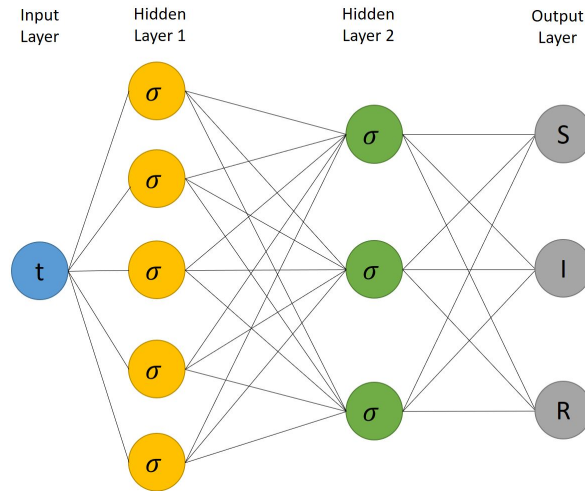 Input
Layer
Hidden
Layer 1
Hidden
Layer 2
Output
Layer
t
σ
σ
σ
σ
σ
σ
σ
σ
S
I
R